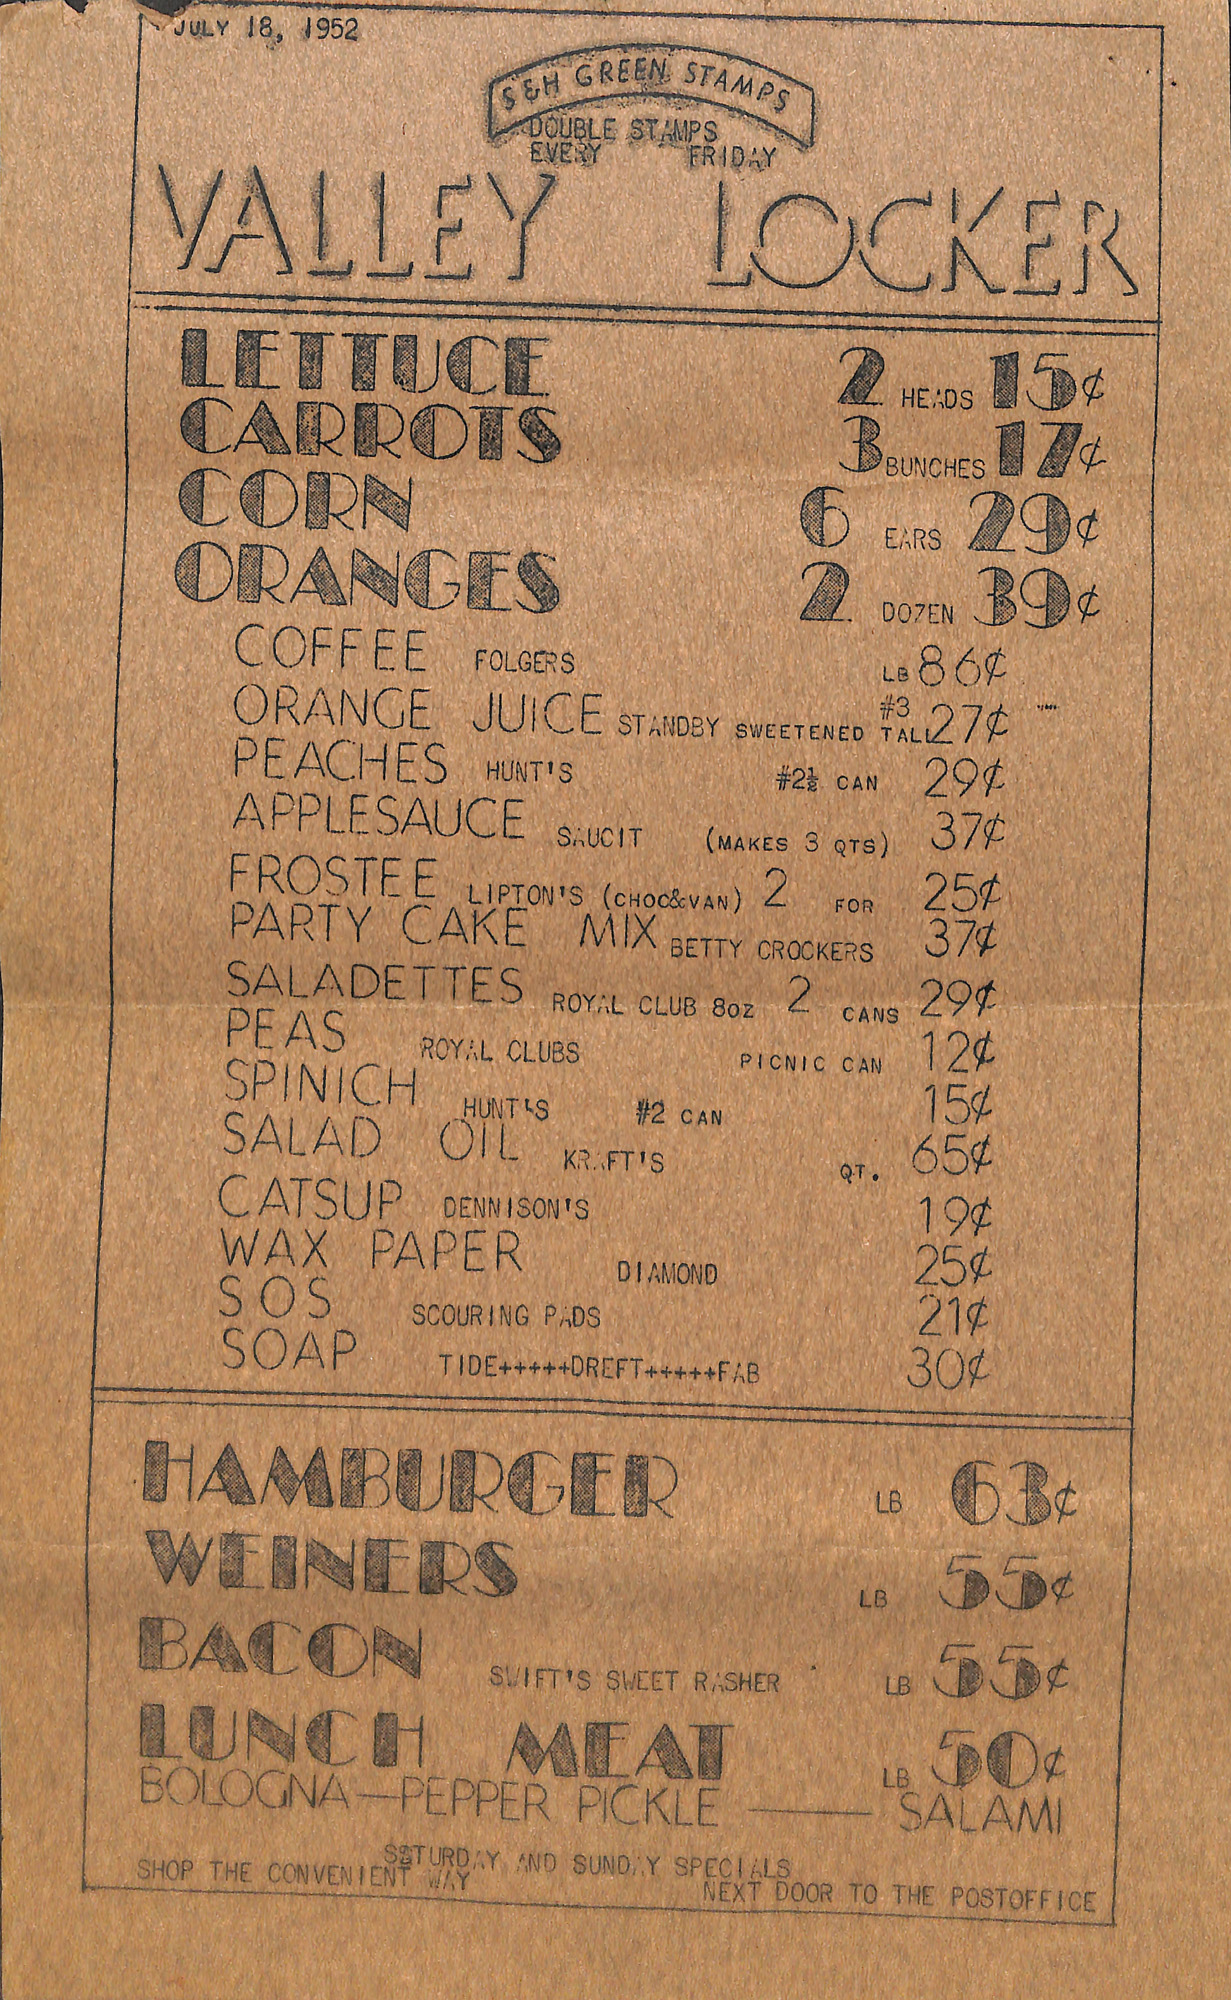 JULY 18, 1952
S&H GREEN STAMPS
DOUBLE STAMPS
EVERY FRIDAY
VALLEY LOCKER
LETTUCE 2 HEADS 15¢
CARROTS 3 BUNCHES 17¢
CORN 6 EARS 29¢
ORANGES 2 DOZEN 39¢
COFFEE FOLGERS LB 86¢
ORANGE JUICE STANDBY SWEETENED #3 TALL 27¢
PEACHES HUNT'S #2½ CAN 29¢
APPLESAUCE SAUCIT (MAKES 3 QTS) 37¢
FROSTEE LIPTON'S (CHOC&VAN) 2 FOR 25¢
PARTY CAKE MIX BETTY CROCKERS 37¢
SALADETTES ROYAL CLUB 8OZ 2 CANS 29¢
PEAS ROYAL CLUBS PICNIC CAN 12¢
SPINICH HUNT'S #2 CAN 15¢
SALAD OIL KRAFT'S QT. 65¢
CATSUP DENNISON'S 19¢
WAX PAPER DIAMOND 25¢
SOS SCOURING PADS 21¢
SOAP TIDE+++++DREFT+++++FAB 30¢
HAMBURGER LB 63¢
WEINERS LB 55¢
BACON SWIFT'S SWEET RASHER LB 55¢
LUNCH MEAT LB 50¢
BOLOGNA—PEPPER PICKLE — SALAMI
SATURDAY AND SUNDAY SPECIALS
SHOP THE CONVENIENT WAY
NEXT DOOR TO THE POSTOFFICE